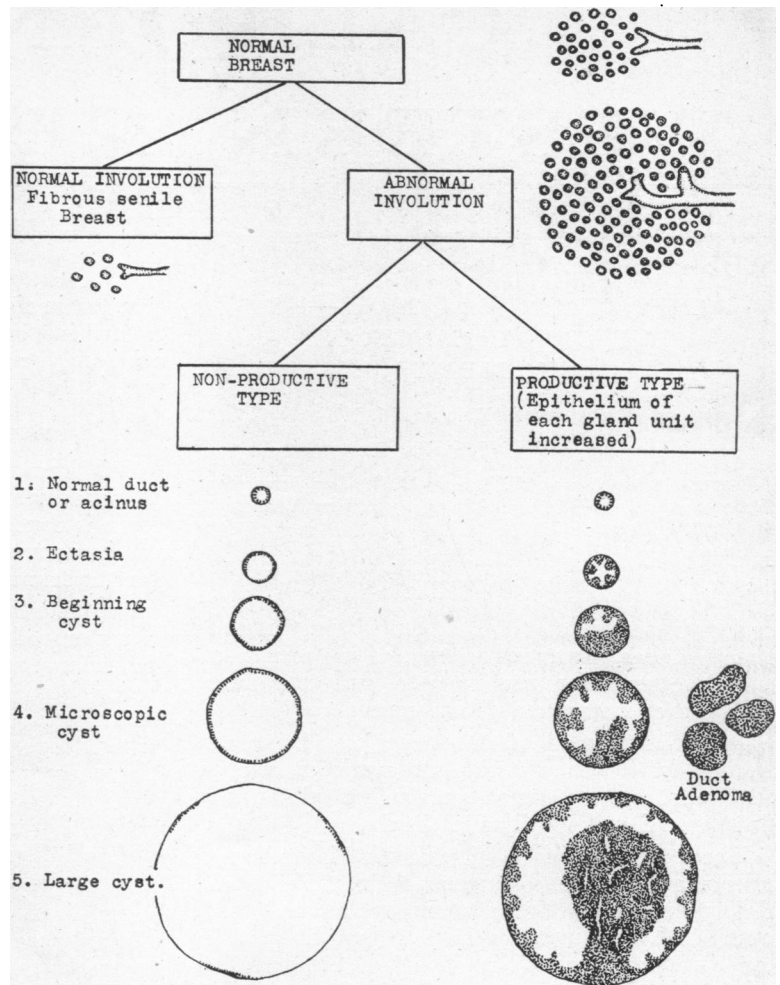 NORMAL
BREAST
NORMAL INVOLUTION
Fibrous senile
Breast
ABNORMAL
INVOLUTION
NON-PRODUCTIVE
TYPE
PRODUCTIVE TYPE
(Epithelium of
each gland unit
increased)
1. Normal duct
or acinus
2. Ectasia
3. Beginning
cyst
4. Microscopic
cyst
Duct
Adenoma
5. Large cyst.